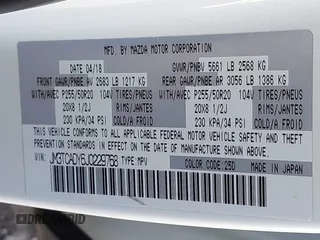 MFD. BY MAZDA MOTOR CORPORATION
DATE 04/18 GVWR/PNBV 5661 LB 2568 KG
FRONT GAWR/PNBE AV 2683 LB 1217 KG REAR GAWR/PNBE AR 3056 LB 1386 KG
WITH/AVEC P255/50R20 104V TIRES/PNEU WITH/AVEC P255/50R20 104V TIRES/PNEU
20X8 1/2J RIMS/JANTES 20X8 1/2J RIMS/JANTES
230 KPA/34 PSI COLD/A FROID 230 KPA/34 PSI COLD/A FROID
THIS VEHICLE CONFORMS TO ALL APPLICABLE FEDERAL MOTOR VEHICLE SAFETY,
BUMPER AND THEFT PREVENTION STANDARDS IN EFFECT ON THE DATE OF
MANUFACTURE SHOWN ABOVE.
JM3TCADY6J0229768 TYPE:MPV COLOR CODE:25D MADE IN JAPAN